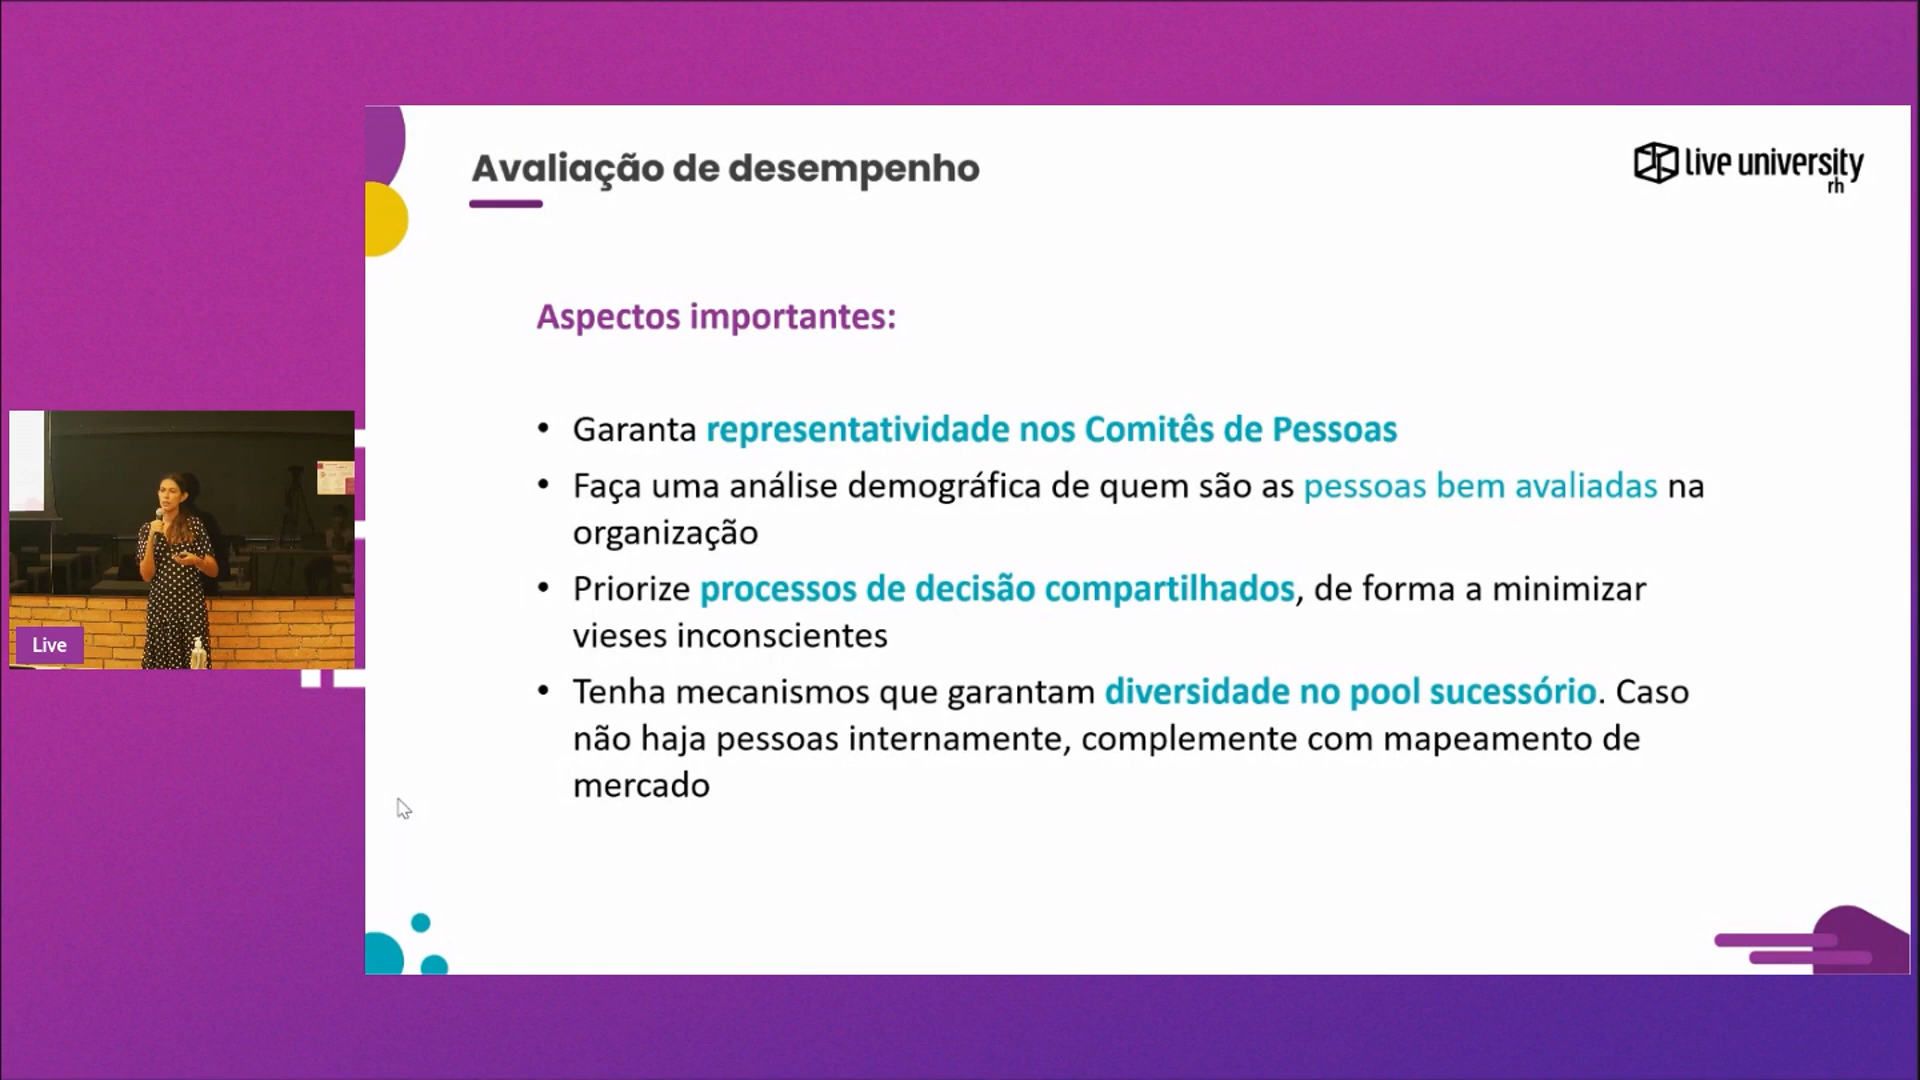 Avaliação de desempenho
live university
rh
Aspectos importantes:
• Garanta representatividade nos Comitês de Pessoas
• Faça uma análise demográfica de quem são as pessoas bem avaliadas na
organização
• Priorize processos de decisão compartilhados, de forma a minimizar
vieses inconscientes
• Tenha mecanismos que garantam diversidade no pool sucessório. Caso
não haja pessoas internamente, complemente com mapeamento de
mercado
Live